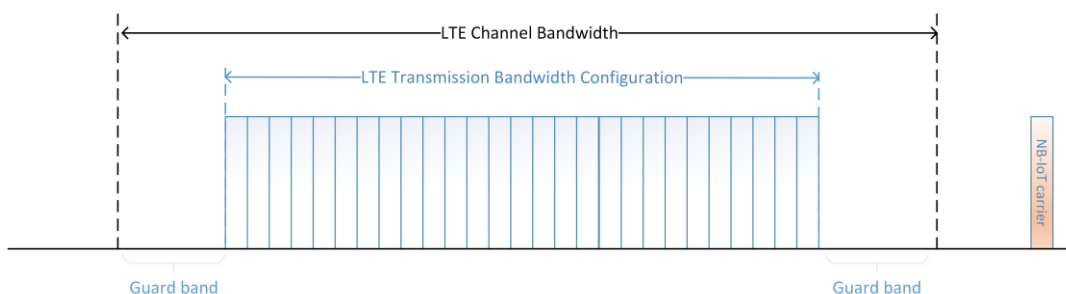 LTE Channel Bandwidth
LTE Transmission Bandwidth Configuration
NB-IoT carrier
Guard band
Guard band